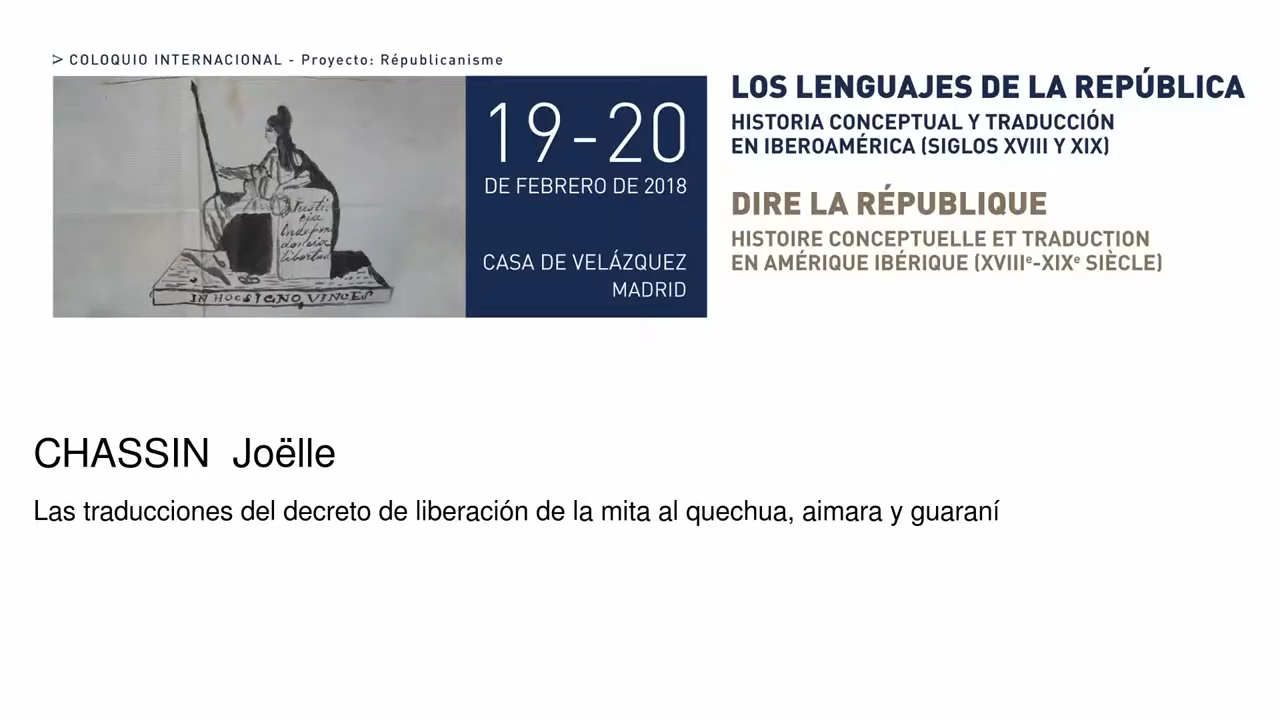 > COLOQUIO INTERNACIONAL - Proyecto: Républicanisme
19-20
DE FEBRERO DE 2018
CASA DE VELÁZQUEZ
MADRID
IN HOC SIGNO VINCES
LOS LENGUAJES DE LA REPÚBLICA
HISTORIA CONCEPTUAL Y TRADUCCIÓN
EN IBEROAMÉRICA (SIGLOS XVIII Y XIX)
DIRE LA RÉPUBLIQUE
HISTOIRE CONCEPTUELLE ET TRADUCTION
EN AMÉRIQUE IBÉRIQUE (XVIIIe-XIXe SIÈCLE)
CHASSIN Joëlle
Las traducciones del decreto de liberación de la mita al quechua, aimara y guaraní